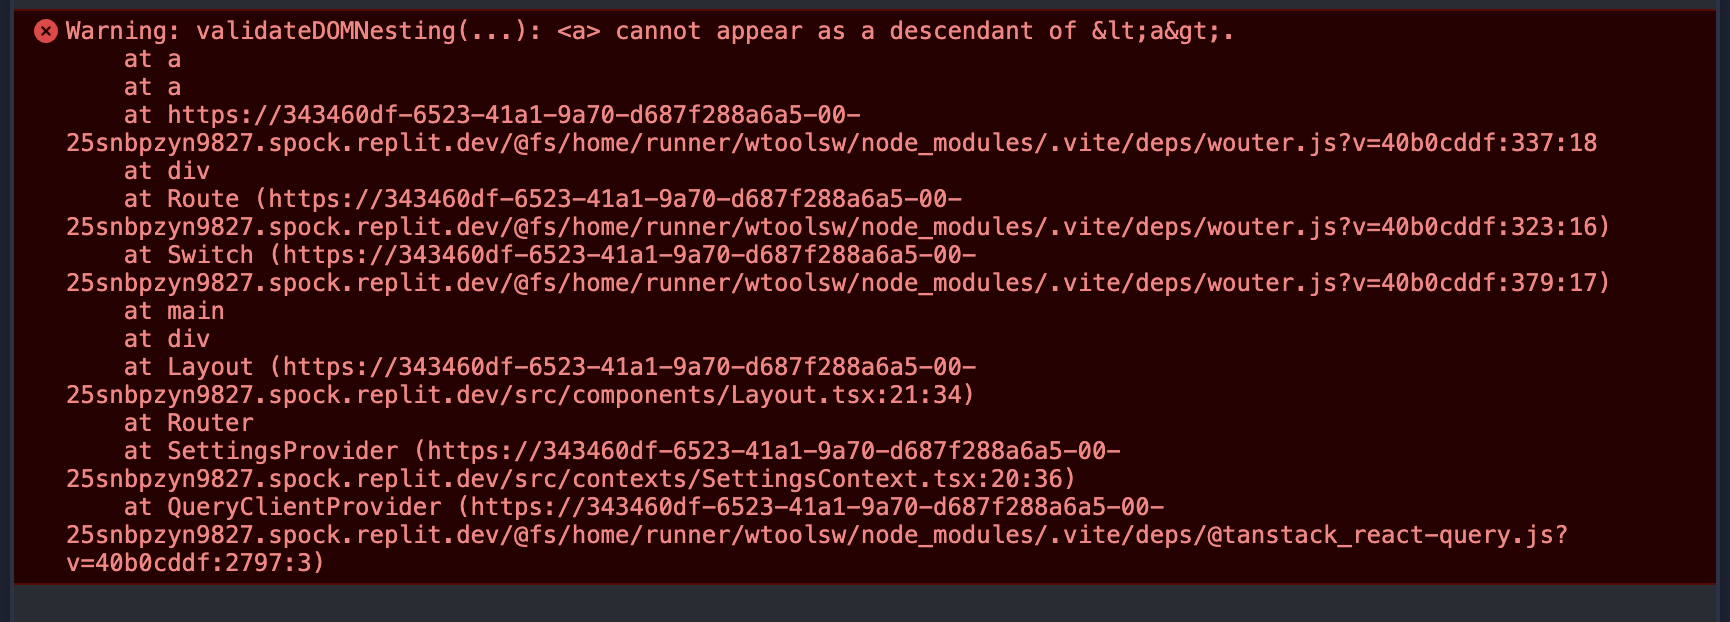 Warning: validateDOMNesting(...): <a> cannot appear as a descendant of &lt;a&gt;.
at a
at a
at https://343460df-6523-41a1-9a70-d687f288a6a5-00-
25snbpzyn9827.spock.replit.dev/@fs/home/runner/wtoolsw/node_modules/.vite/deps/wouter.js?v=40b0cddf:337:18
at div
at Route (https://343460df-6523-41a1-9a70-d687f288a6a5-00-
25snbpzyn9827.spock.replit.dev/@fs/home/runner/wtoolsw/node_modules/.vite/deps/wouter.js?v=40b0cddf:323:16)
at Switch (https://343460df-6523-41a1-9a70-d687f288a6a5-00-
25snbpzyn9827.spock.replit.dev/@fs/home/runner/wtoolsw/node_modules/.vite/deps/wouter.js?v=40b0cddf:379:17)
at main
at div
at Layout (https://343460df-6523-41a1-9a70-d687f288a6a5-00-
25snbpzyn9827.spock.replit.dev/src/components/Layout.tsx:21:34)
at Router
at SettingsProvider (https://343460df-6523-41a1-9a70-d687f288a6a5-00-
25snbpzyn9827.spock.replit.dev/src/contexts/SettingsContext.tsx:20:36)
at QueryClientProvider (https://343460df-6523-41a1-9a70-d687f288a6a5-00-
25snbpzyn9827.spock.replit.dev/@fs/home/runner/wtoolsw/node_modules/.vite/deps/@tanstack_react-query.js?
v=40b0cddf:2797:3)